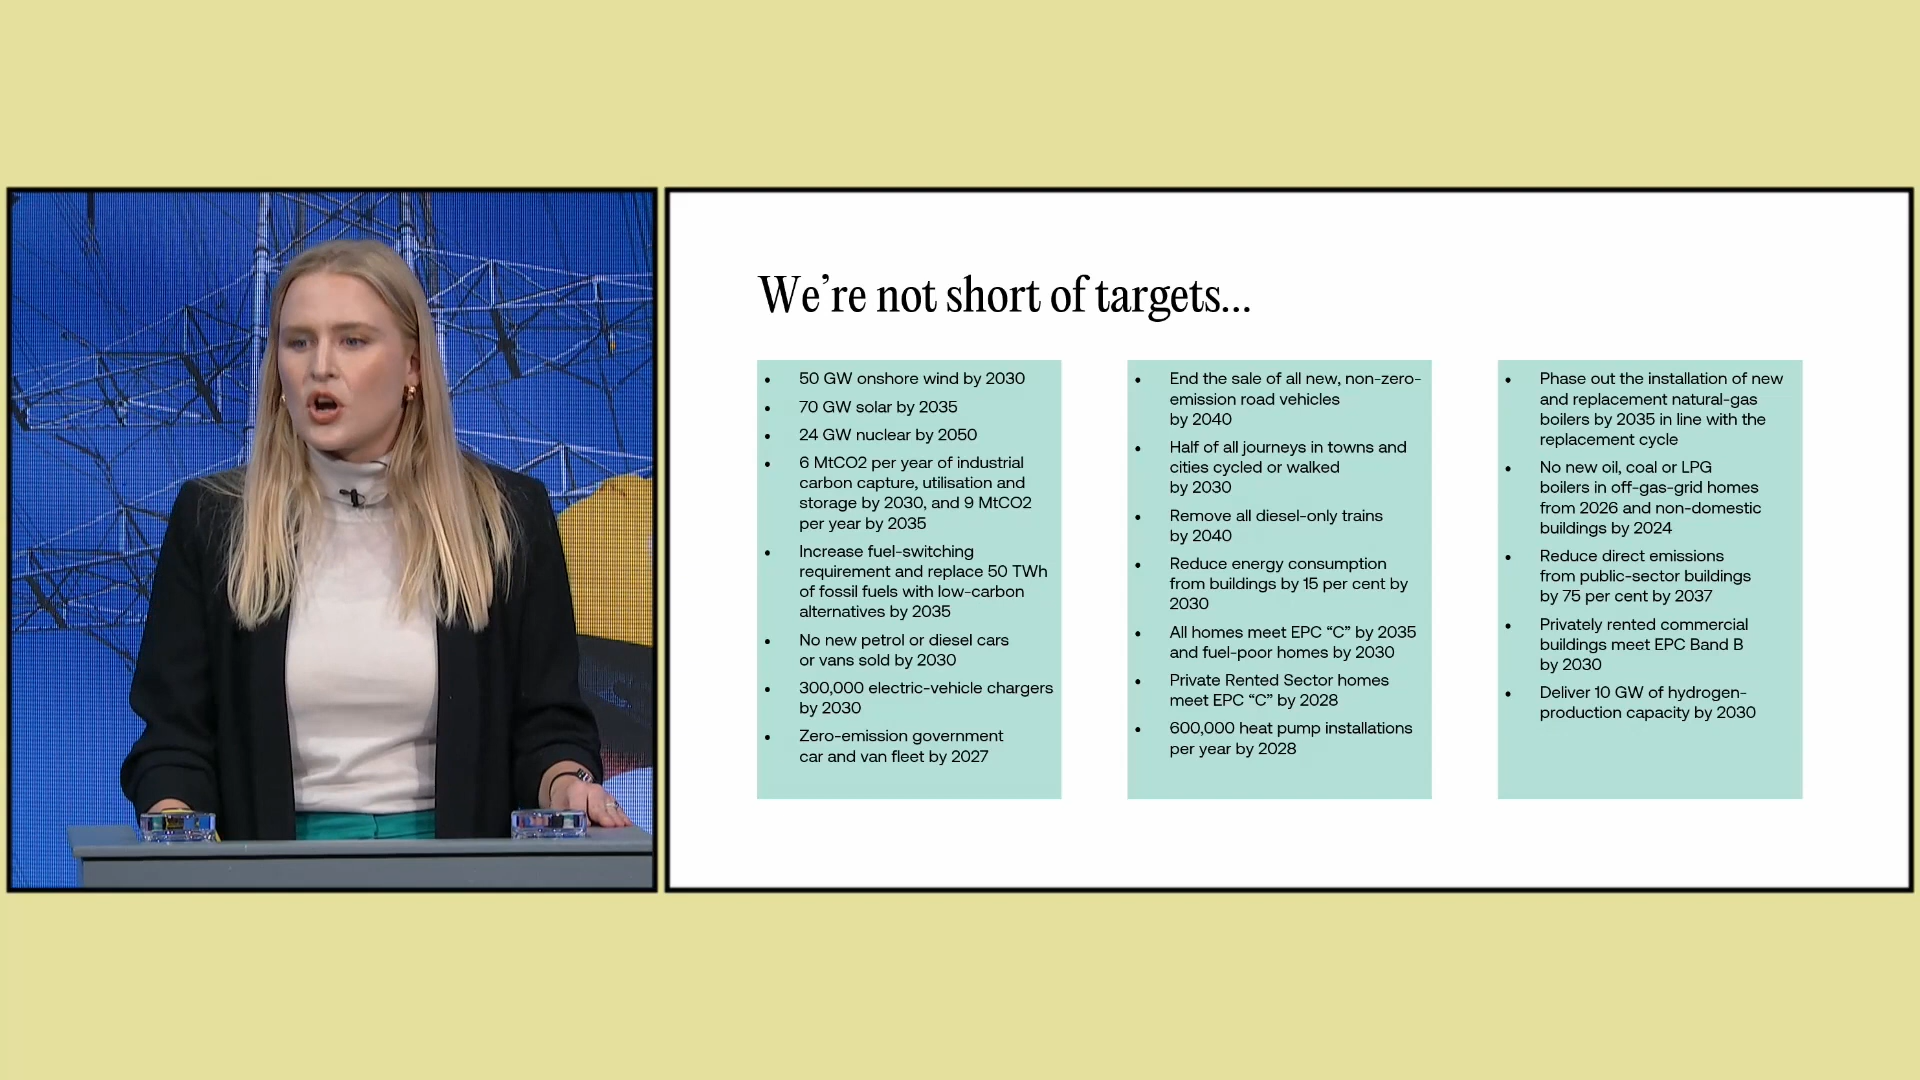 We're not short of targets...
• 50 GW onshore wind by 2030
• 70 GW solar by 2035
• 24 GW nuclear by 2050
• 6 MtCO2 per year of industrial
carbon capture, utilisation and
storage by 2030, and 9 MtCO2
per year by 2035
• Increase fuel-switching
requirement and replace 50 TWh
of fossil fuels with low-carbon
alternatives by 2035
• No new petrol or diesel cars
or vans sold by 2030
• 300,000 electric-vehicle chargers
by 2030
• Zero-emission government
car and van fleet by 2027
• End the sale of all new, non-zero-
emission road vehicles
by 2040
• Half of all journeys in towns and
cities cycled or walked
by 2030
• Remove all diesel-only trains
by 2040
• Reduce energy consumption
from buildings by 15 per cent by
2030
• All homes meet EPC “C” by 2035
and fuel-poor homes by 2030
• Private Rented Sector homes
meet EPC “C” by 2028
• 600,000 heat pump installations
per year by 2028
• Phase out the installation of new
and replacement natural-gas
boilers by 2035 in line with the
replacement cycle
• No new oil, coal or LPG
boilers in off-gas-grid homes
from 2026 and non-domestic
buildings by 2024
• Reduce direct emissions
from public-sector buildings
by 75 per cent by 2037
• Privately rented commercial
buildings meet EPC Band B
by 2030
• Deliver 10 GW of hydrogen-
production capacity by 2030